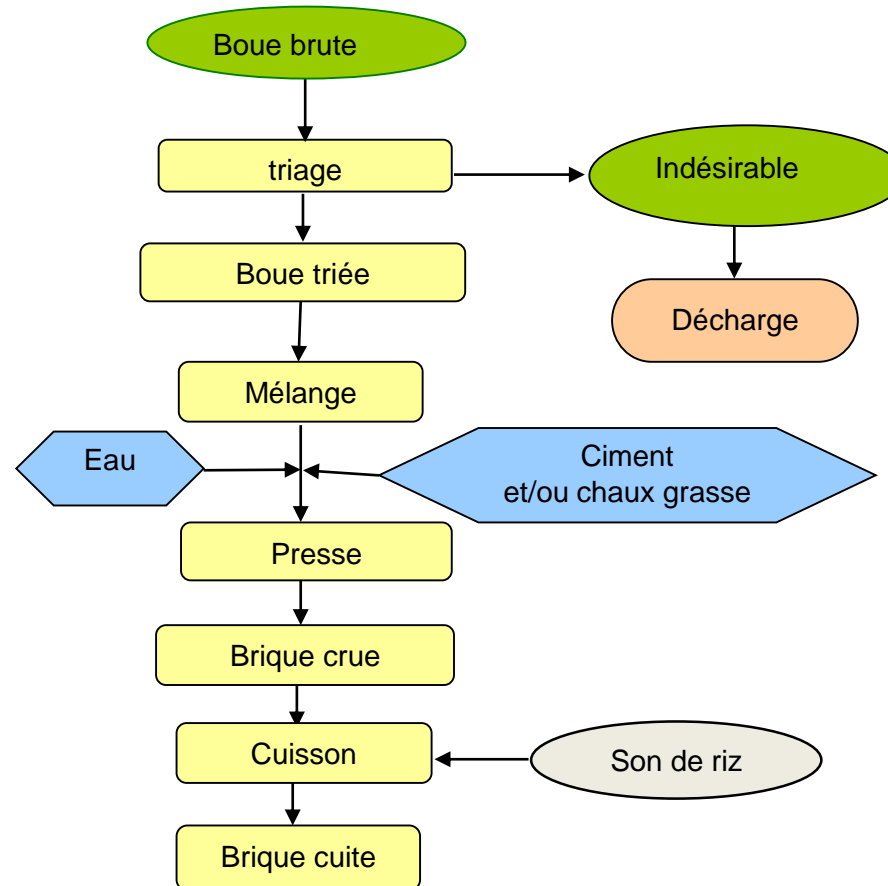 Boue brute
triage
Indésirable
Boue triée
Décharge
Mélange
Eau
Ciment
et/ou chaux grasse
Presse
Brique crue
Cuisson
Son de riz
Brique cuite